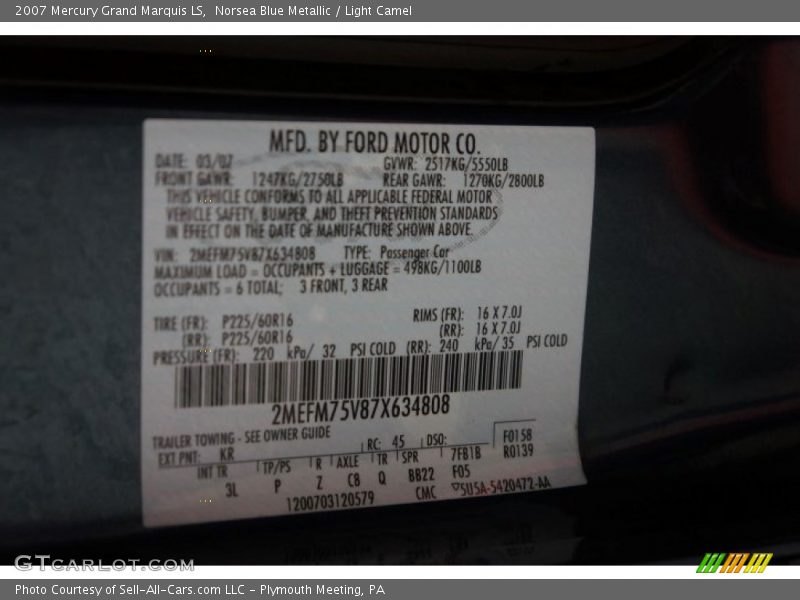 2007 Mercury Grand Marquis LS, Norsea Blue Metallic / Light Camel
MFD. BY FORD MOTOR CO.
DATE: 03/07 GVWR: 2517KG/5550LB
FRONT GAWR: 1247KG/2750LB REAR GAWR: 1270KG/2800LB
THIS VEHICLE CONFORMS TO ALL APPLICABLE FEDERAL MOTOR
VEHICLE SAFETY, BUMPER, AND THEFT PREVENTION STANDARDS
IN EFFECT ON THE DATE OF MANUFACTURE SHOWN ABOVE.
VIN: 2MEFM75V87X634808 TYPE: Passenger Car
MAXIMUM LOAD = OCCUPANTS + LUGGAGE = 498KG/1100LB
OCCUPANTS = 6 TOTAL; 3 FRONT, 3 REAR
TIRE (FR): P225/60R16 RIMS (FR): 16 X 7.0J
(RR): P225/60R16 (RR): 16 X 7.0J
PRESSURE (FR): 220 kPa/ 32 PSI COLD (RR): 240 kPa/ 35 PSI COLD
2MEFM75V87X634808
TRAILER TOWING - SEE OWNER GUIDE RC: 45 DSO: F0158
EXT PNT: KR 7FB1B R0139
INT TR TP/PS R AXLE TR SPR F05
3L P Z C8 Q BB22
1200703120579 CMC ▽5U5A-5420472-AA
GTCARLOT.COM
Photo Courtesy of Sell-All-Cars.com LLC – Plymouth Meeting, PA